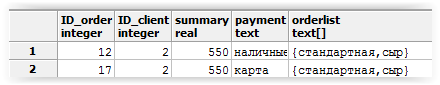 ID_order ID_client summary payment orderlist
integer integer real text text[]
1 12 2 550 наличные {стандартная,сыр}
2 17 2 550 карта {стандартная,сыр}